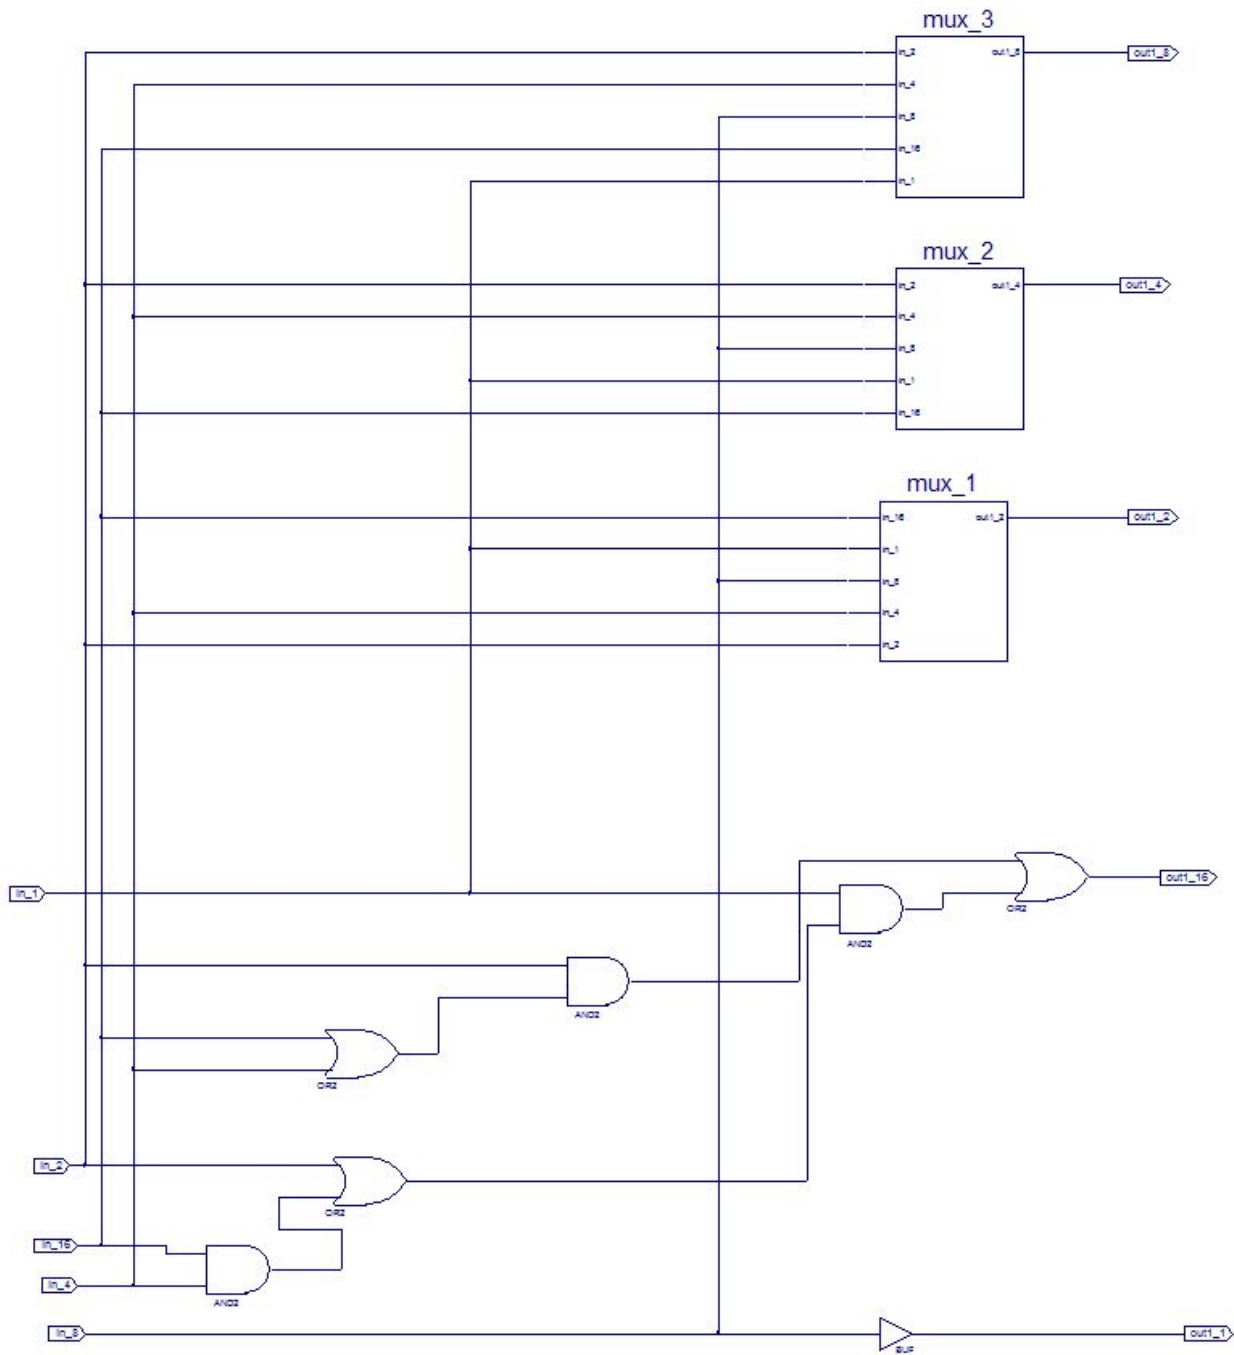 mux_3
in_2 out1_8
out1_8
in_4
in_8
in_16
in_1
mux_2
in_2 out1_4
out1_4
in_4
in_8
in_1
in_16
mux_1
in_16 out1_2
out1_2
in_1
in_8
in_4
in_2
out1_16
in_1
OR2
AND2
AND2
OR2
in_2
OR2
in_16
in_4
AND2
in_8
out1_1
BUF